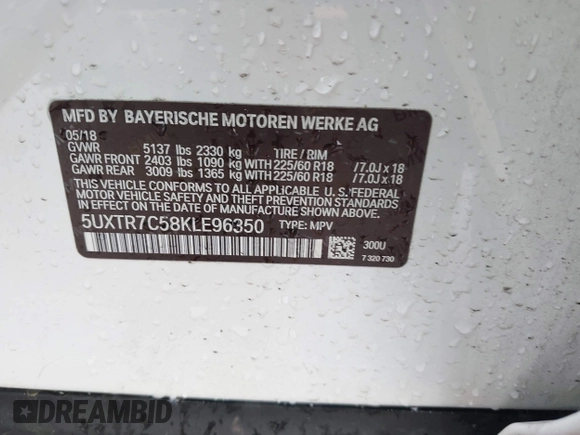 MFD BY BAYERISCHE MOTOREN WERKE AG
05/18
GVWR 5137 lbs 2330 kg TIRE / RIM
GAWR FRONT 2403 lbs 1090 kg WITH 225/60 R18 /7.0J x 18
GAWR REAR 3009 lbs 1365 kg WITH 225/60 R18 /7.0J x 18
THIS VEHICLE CONFORMS TO ALL APPLICABLE U.S. FEDERAL
MOTOR VEHICLE SAFETY STANDARDS
IN EFFECT ON THE DATE OF MANUFACTURE SHOWN ABOVE.
5UXTR7C58KLE96350 TYPE: MPV
300U
7 320 730
DREAMBID